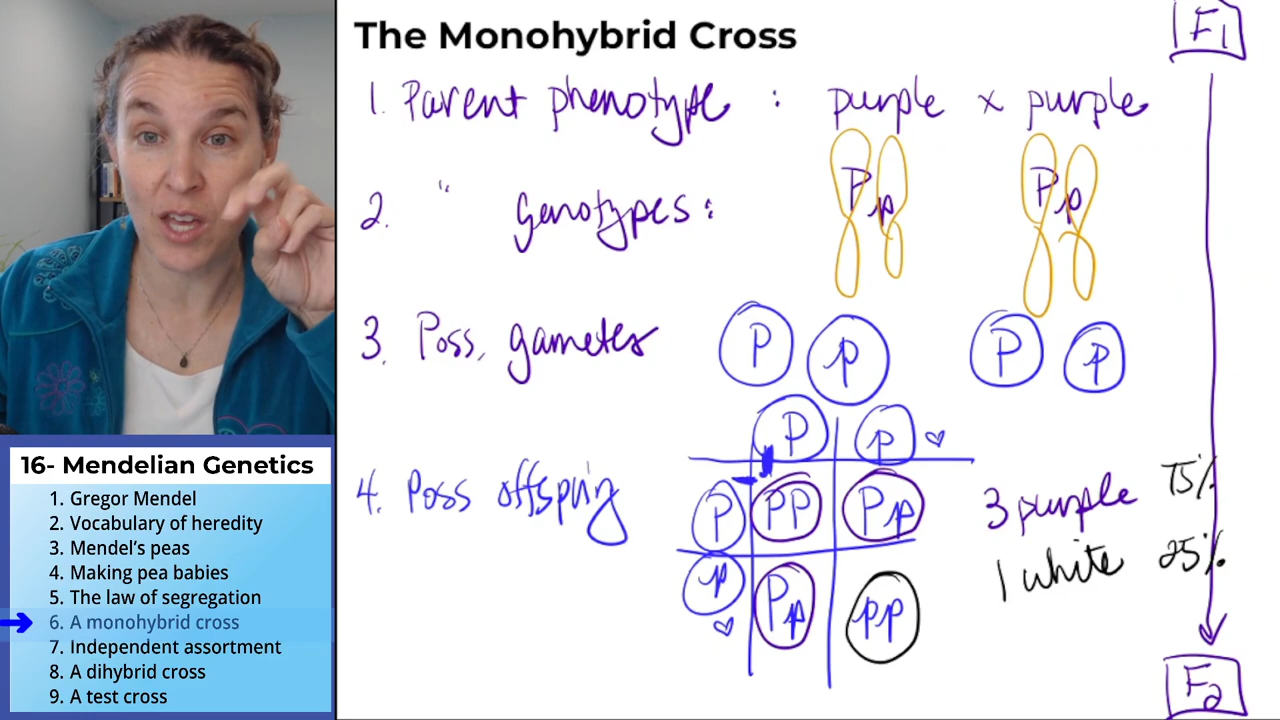 The Monohybrid Cross
F1
1. Parent phenotype : purple x purple
2. " genotypes: Pp Pp
3. Poss. gametes P p P p
P p
4. Poss offspring P PP Pp
p Pp pp
3 purple 75%
1 white 25%
F2
16- Mendelian Genetics
1. Gregor Mendel
2. Vocabulary of heredity
3. Mendel's peas
4. Making pea babies
5. The law of segregation
6. A monohybrid cross
7. Independent assortment
8. A dihybrid cross
9. A test cross